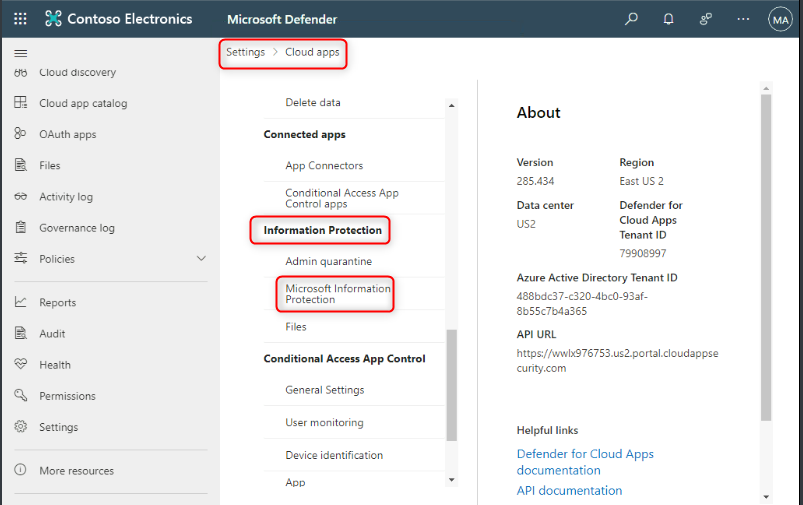 Contoso Electronics
Microsoft Defender
MA
Cloud discovery
Cloud app catalog
OAuth apps
Files
Activity log
Governance log
Policies
Reports
Audit
Health
Permissions
Settings
More resources
Settings > Cloud apps
Delete data
Connected apps
App Connectors
Conditional Access App
Control apps
Information Protection
Admin quarantine
Microsoft Information
Protection
Files
Conditional Access App Control
General Settings
User monitoring
Device identification
App
About
Version
285.434
Region
East US 2
Data center
US2
Defender for
Cloud Apps
Tenant ID
79908997
Azure Active Directory Tenant ID
488bdc37-c320-4bc0-93af-
8b55c7b4a365
API URL
https://wwlx976753.us2.portal.cloudappse
curity.com
Helpful links
Defender for Cloud Apps
documentation
API documentation